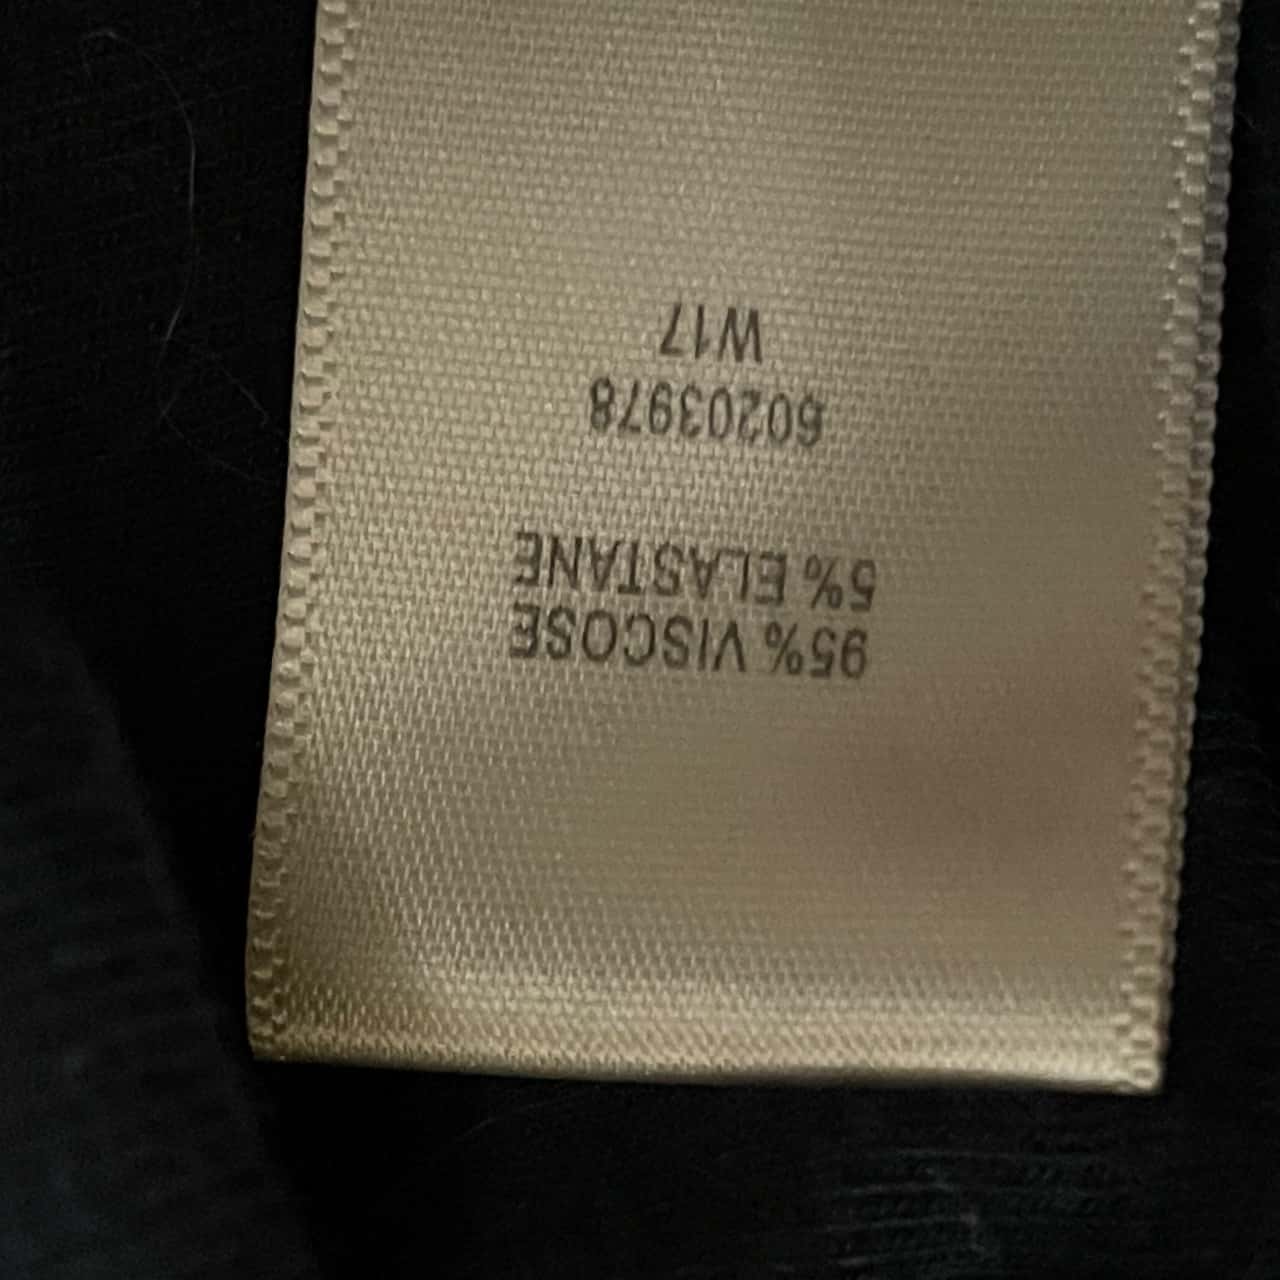 95% VISCOSE
5% ELASTANE
60203978
W17